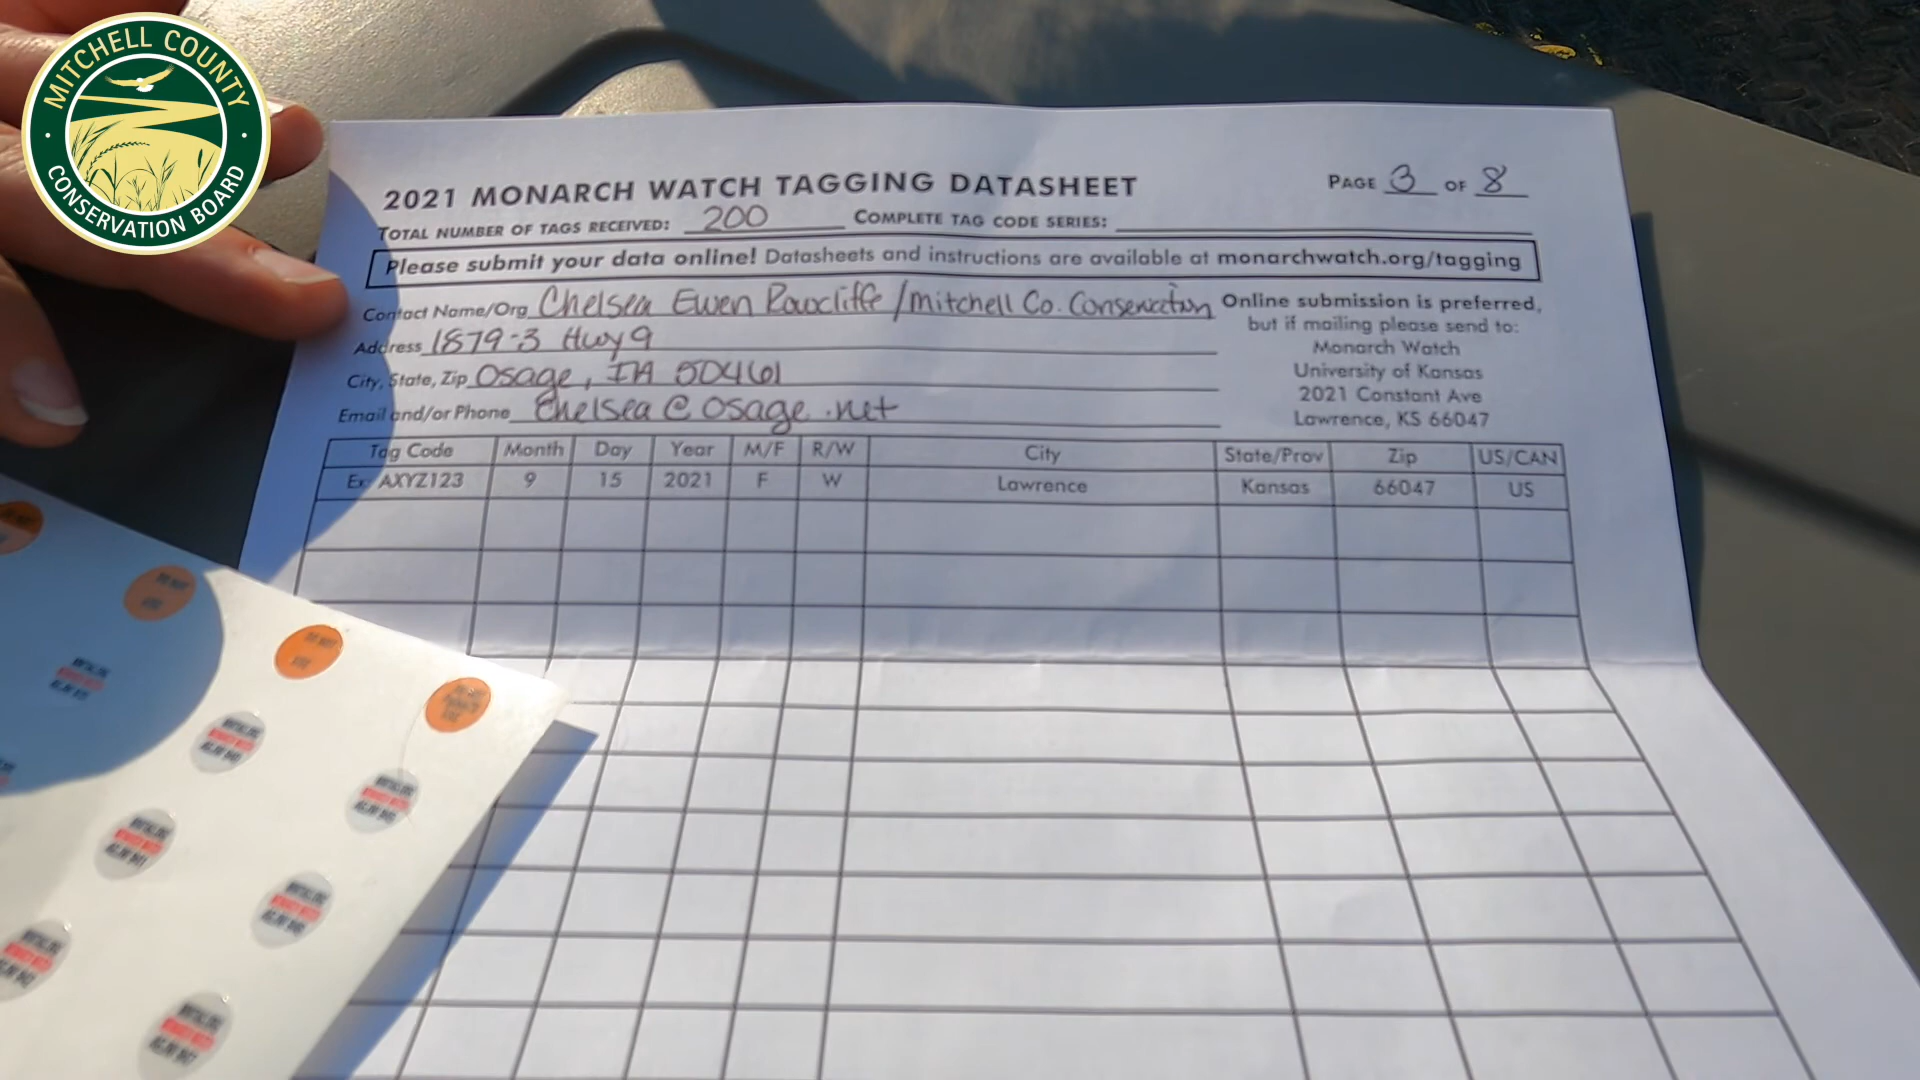 MITCHELL COUNTY
CONSERVATION BOARD
2021 MONARCH WATCH TAGGING DATASHEET
PAGE 3 OF 8
TOTAL NUMBER OF TAGS RECEIVED: 200 COMPLETE TAG CODE SERIES:
Please submit your data online! Datasheets and instructions are available at monarchwatch.org/tagging
Contact Name/Org Chelsea Ewen Rawcliffe/Mitchell Co. Conservation
Address 1879-3 Hwy 9
City, State, Zip Osage, IA 50461
Email and/or Phone Chelsea@osage.net
Online submission is preferred,
but if mailing please send to:
Monarch Watch
University of Kansas
2021 Constant Ave
Lawrence, KS 66047
Tag Code Month Day Year M/F R/W City State/Prov Zip US/CAN
Ex: AXYZ123 9 15 2021 F W Lawrence Kansas 66047 US